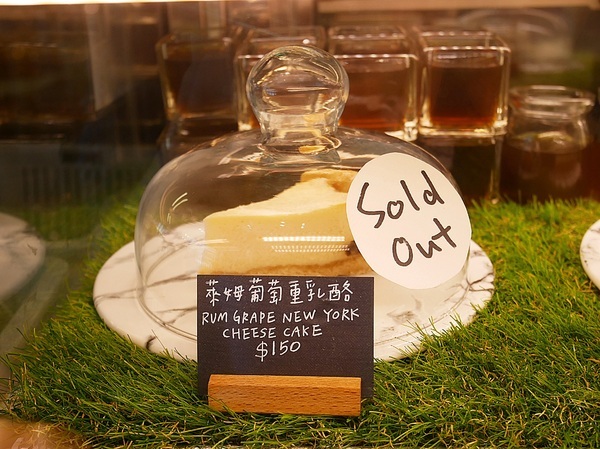 Sold
Out
萊姆葡萄重乳酪
RUM GRAPE NEW YORK
CHEESE CAKE
$150